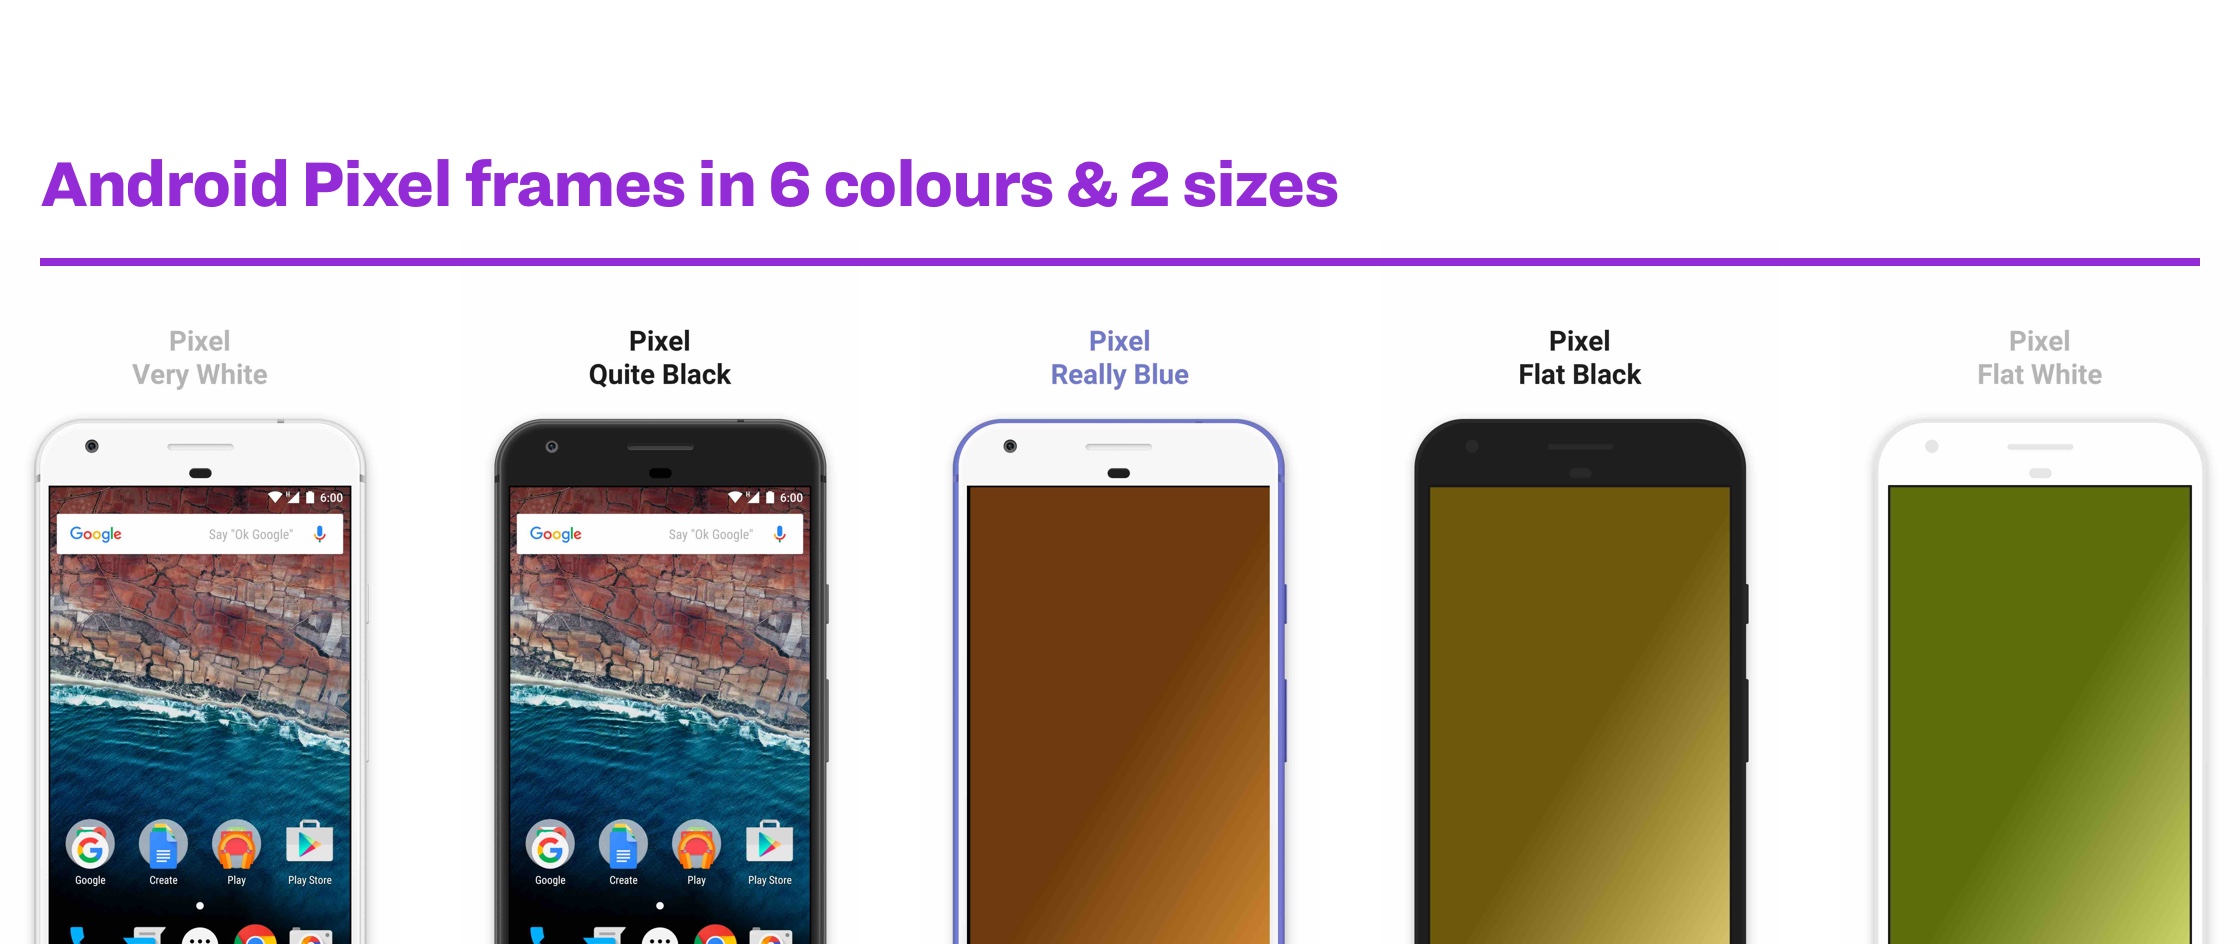 Android Pixel frames in 6 colours & 2 sizes
Pixel
Very White
Pixel
Quite Black
Pixel
Really Blue
Pixel
Flat Black
Pixel
Flat White
H 6:00
Google Say "Ok Google"
Google Create Play Play Store
H 6:00
Google Say "Ok Google"
Google Create Play Play Store